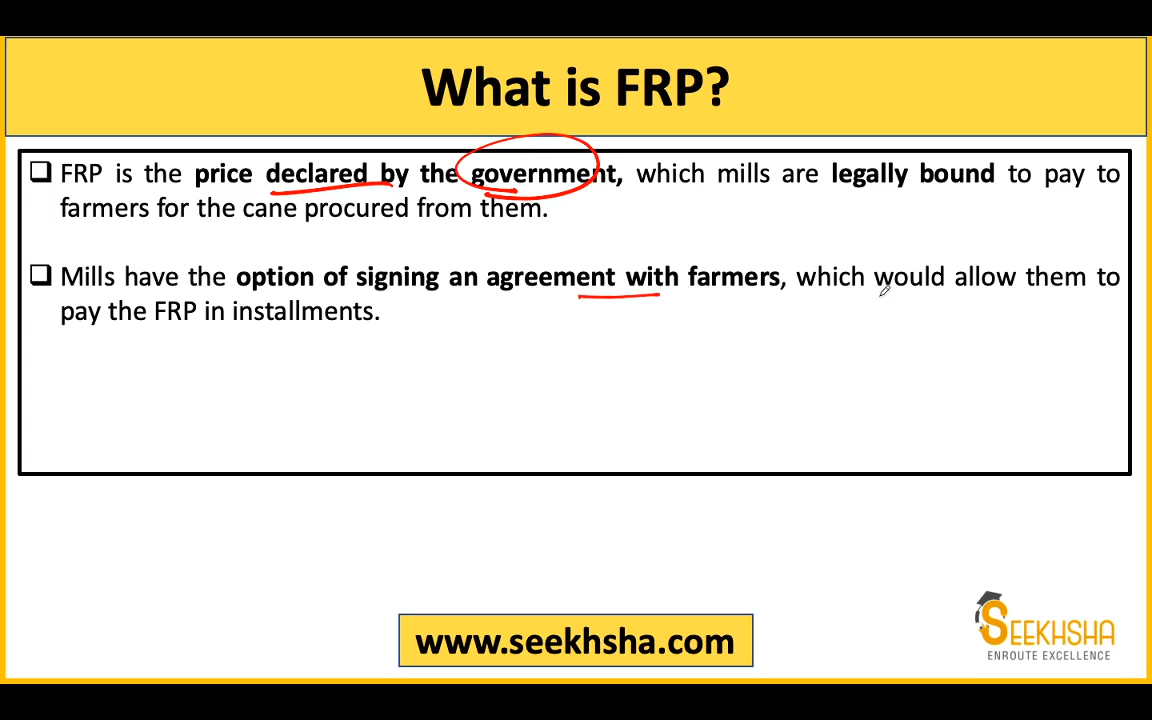 What is FRP?
FRP is the price declared by the government, which mills are legally bound to pay to
farmers for the cane procured from them.
Mills have the option of signing an agreement with farmers, which would allow them to
pay the FRP in installments.
www.seekhsha.com
SEEKHSHA
ENROUTE EXCELLENCE